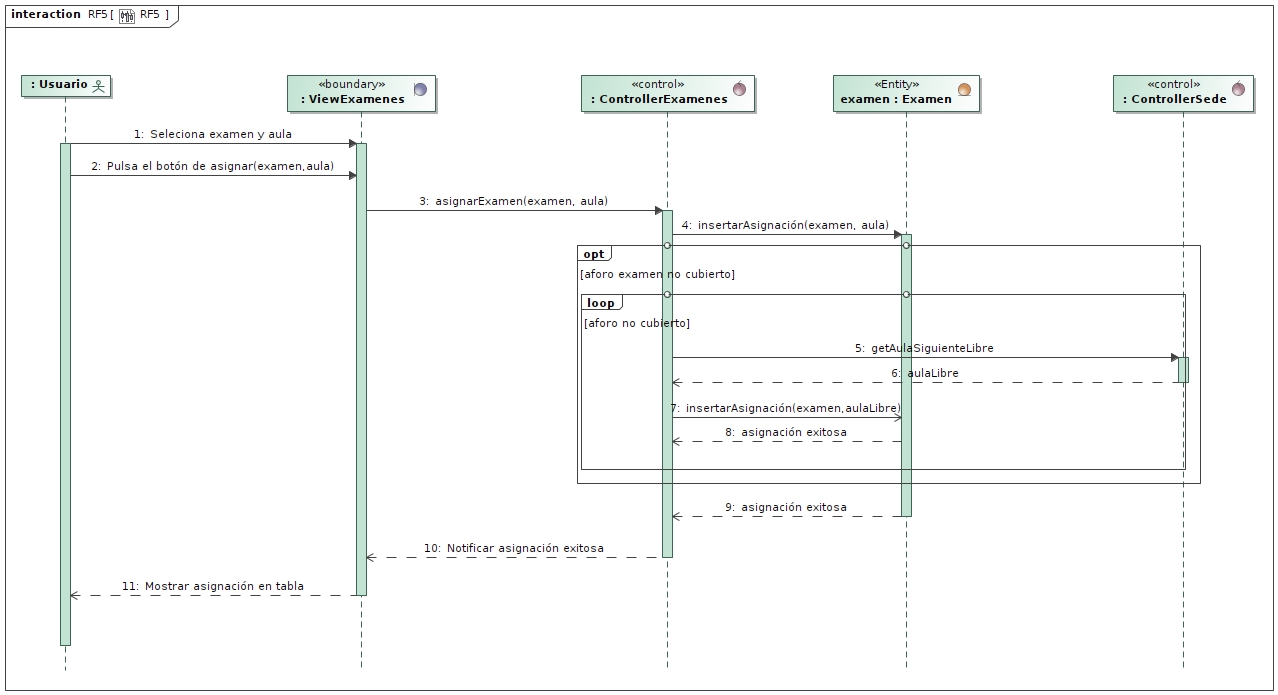 interaction RF5 [ RF5 ]
: Usuario
«boundary»
: ViewExamenes
«control»
: ControllerExamenes
«Entity»
examen : Examen
«control»
: ControllerSede
1: Seleciona examen y aula
2: Pulsa el botón de asignar(examen,aula)
3: asignarExamen(examen, aula)
4: insertarAsignación(examen, aula)
opt
[aforo examen no cubierto]
loop
[aforo no cubierto]
5: getAulaSiguienteLibre
6: aulaLibre
7: insertarAsignación(examen,aulaLibre)
8: asignación exitosa
9: asignación exitosa
10: Notificar asignación exitosa
11: Mostrar asignación en tabla